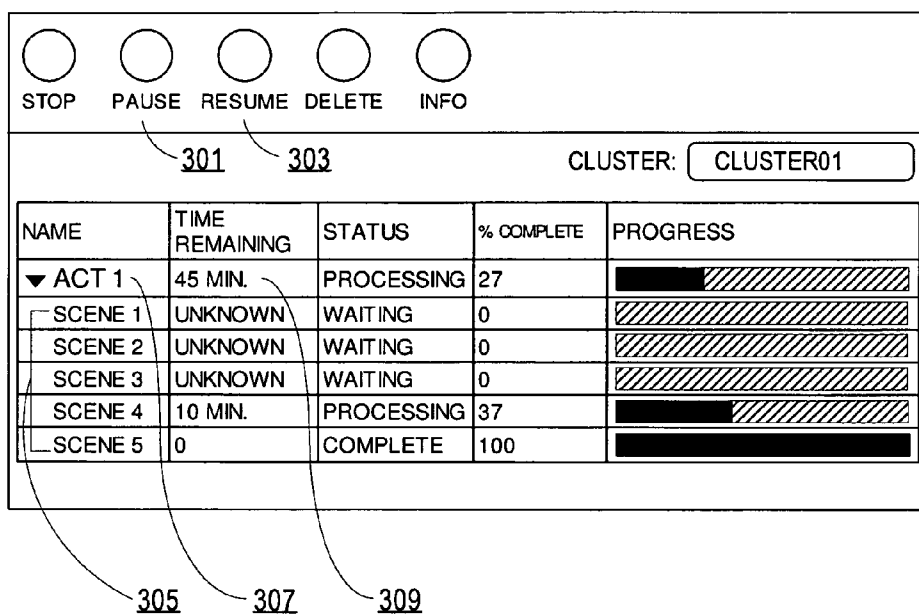 STOP PAUSE RESUME DELETE INFO
301 303
CLUSTER: CLUSTER01
NAME TIME REMAINING STATUS % COMPLETE PROGRESS
▼ ACT 1 45 MIN. PROCESSING 27
SCENE 1 UNKNOWN WAITING 0
SCENE 2 UNKNOWN WAITING 0
SCENE 3 UNKNOWN WAITING 0
SCENE 4 10 MIN. PROCESSING 37
SCENE 5 0 COMPLETE 100
305 307 309